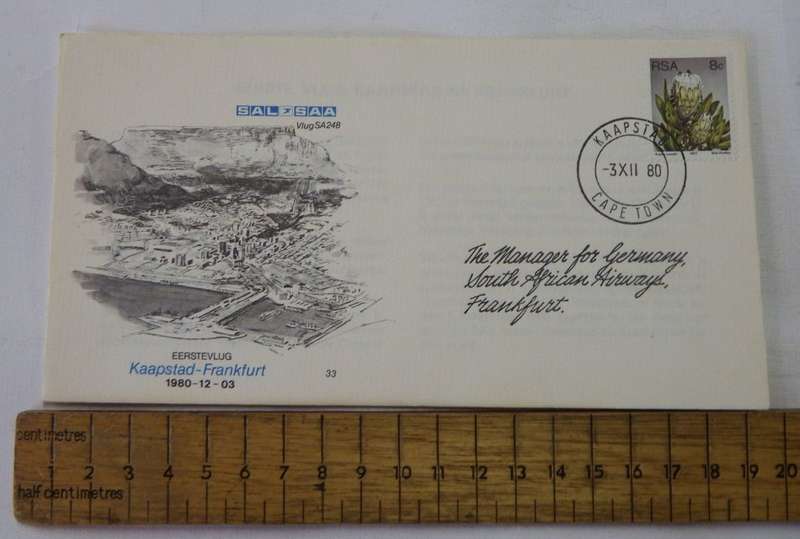 SAL SAA
Vlug SA248
RSA 8c
KAAPSTAD
-3 XII 80
CAPE TOWN
The Manager for Germany,
South African Airways,
Frankfurt.
EERSTEVLUG
Kaapstad-Frankfurt
1980-12-03
33
centimetres
1 2 3 4 5 6 7 8 9 10 11 12 13 14 15 16 17 18 19 20
half centimetres